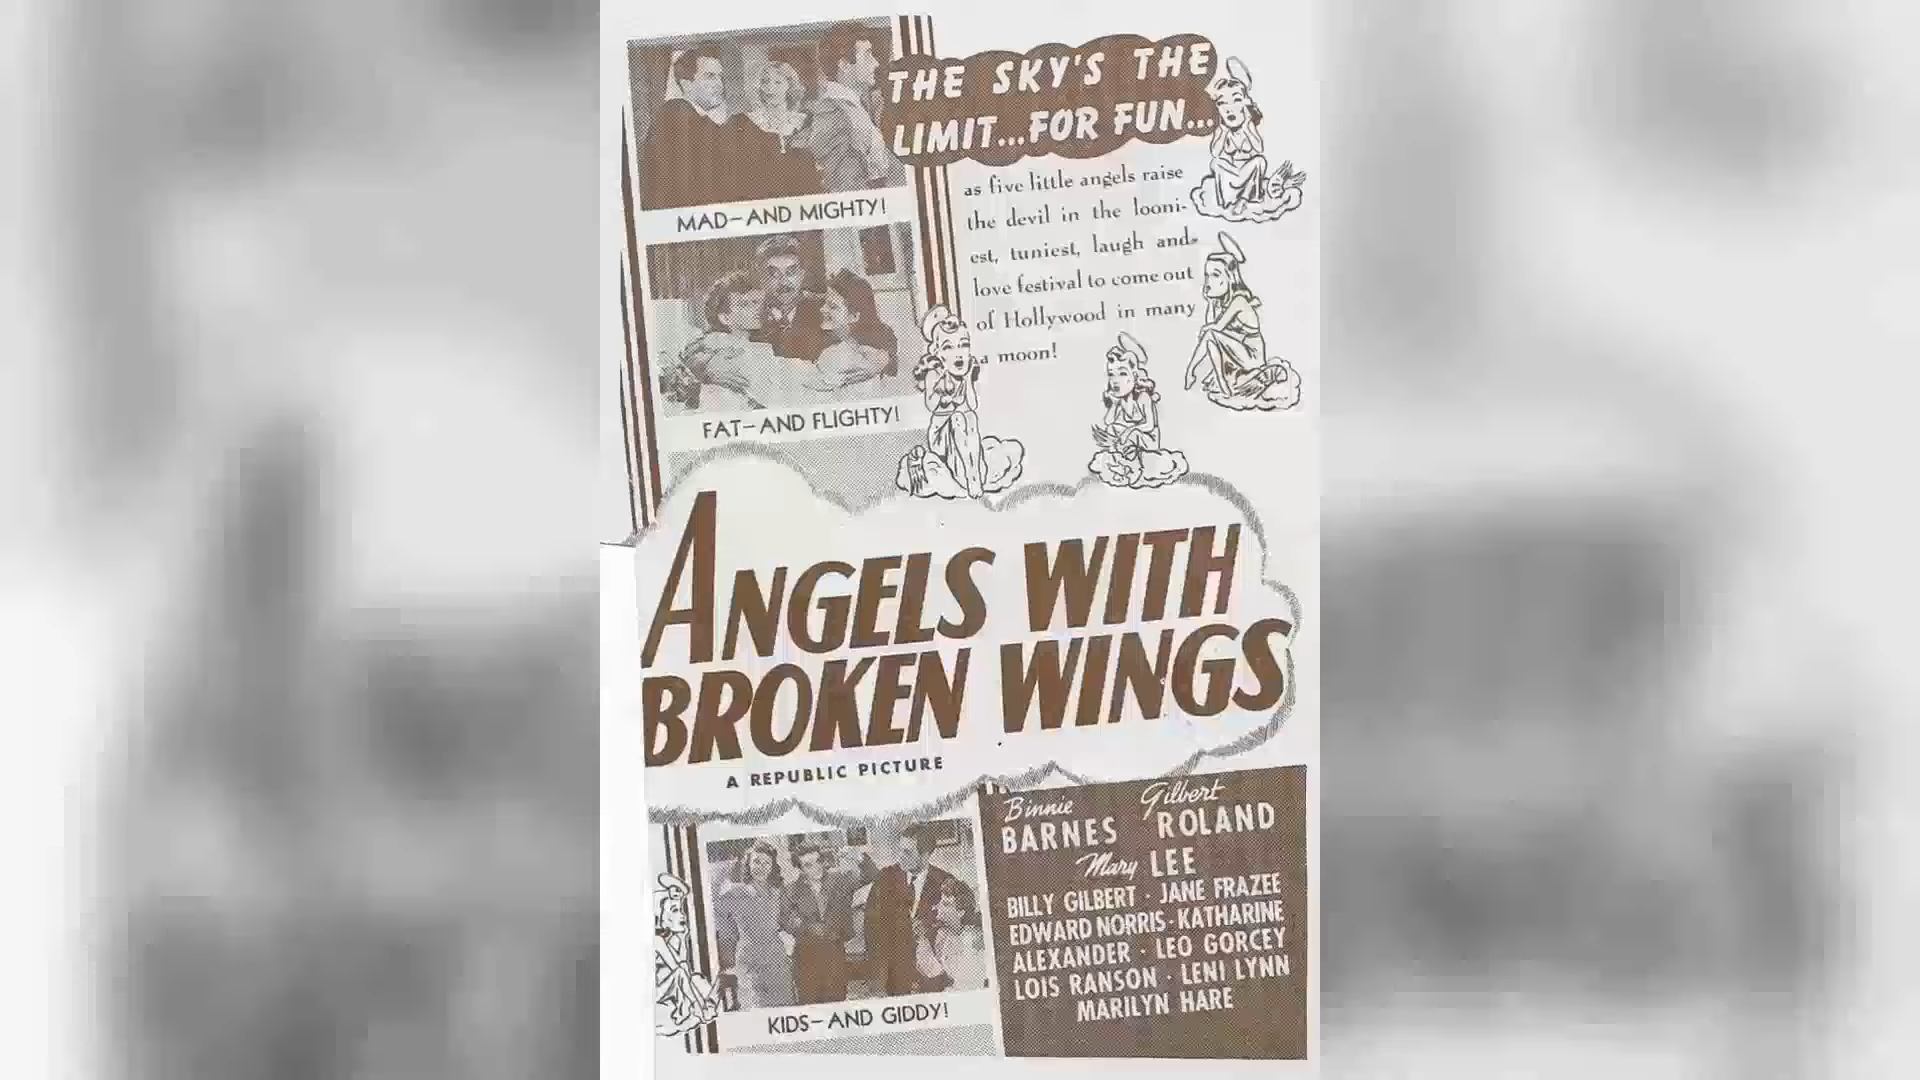 THE SKY'S THE
LIMIT...FOR FUN...
as five little angels raise
the devil in the looni-
est, tuniest, laugh and
love festival to come out
of Hollywood in many
a moon!
MAD-AND MIGHTY!
FAT-AND FLIGHTY!
ANGELS WITH
BROKEN WINGS
A REPUBLIC PICTURE
Binnie Gilbert
BARNES ROLAND
Mary LEE
BILLY GILBERT · JANE FRAZEE
EDWARD NORRIS · KATHARINE
ALEXANDER · LEO GORCEY
LOIS RANSON · LENI LYNN
MARILYN HARE
KIDS-AND GIDDY!